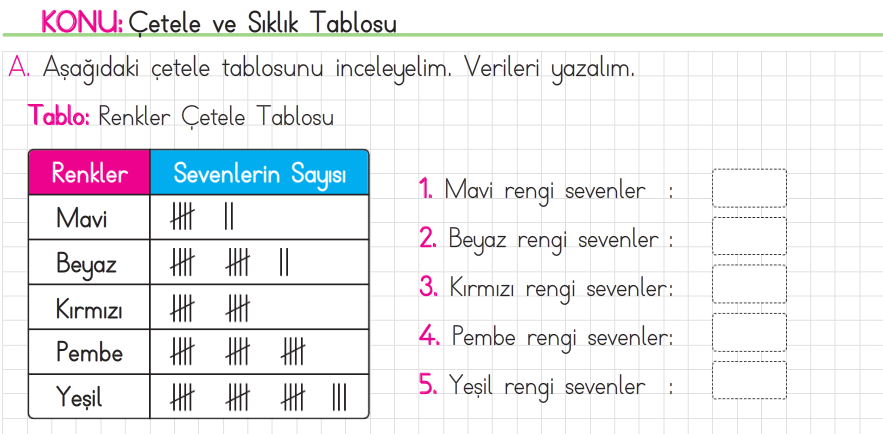 KONU: Çetele ve Sıklık Tablosu
A. Aşağıdaki çetele tablosunu inceleyelim. Verileri yazalım.
Tablo: Renkler Çetele Tablosu
Renkler Sevenlerin Sayısı
Mavi
Beyaz
Kırmızı
Pembe
Yeşil
1. Mavi rengi sevenler :
2. Beyaz rengi sevenler :
3. Kırmızı rengi sevenler:
4. Pembe rengi sevenler:
5. Yeşil rengi sevenler :